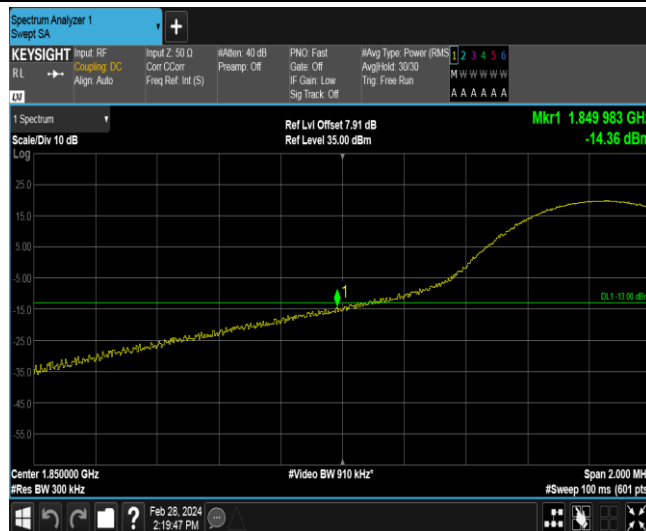 Spectrum Analyzer 1
Swept SA
KEYSIGHT
RL
Input: RF
Coupling: DC
Align: Auto
Input Z: 50 Ω
Corr CCorr
Freq Ref: Int (S)
#Atten: 40 dB
Preamp: Off
PNO: Fast
Gate: Off
IF Gain: Low
Sig Track: Off
#Avg Type: Power (RMS
Avg|Hold: 30/30
Trig: Free Run
1 2 3 4 5 6
M W W W W W
A A A A A A
1 Spectrum
Scale/Div 10 dB
Log
Ref Lvl Offset 7.91 dB
Ref Level 35.00 dBm
Mkr1 1.849 983 GHz
-14.36 dBm
25.0
15.0
5.00
-5.00
-15.0
-25.0
-35.0
-45.0
-55.0
1
DL1 -13.00 dBm
Center 1.850000 GHz
#Res BW 300 kHz
#Video BW 910 kHz*
Span 2.000 MH
#Sweep 100 ms (601 pts
Feb 28, 2024
2:19:47 PM